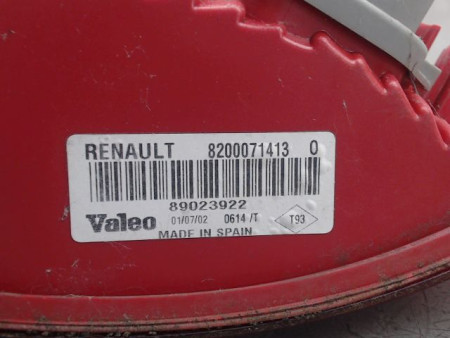 RENAULT 8200071413 0
89023922
Valeo 01/07/02 0614 /T T93
MADE IN SPAIN